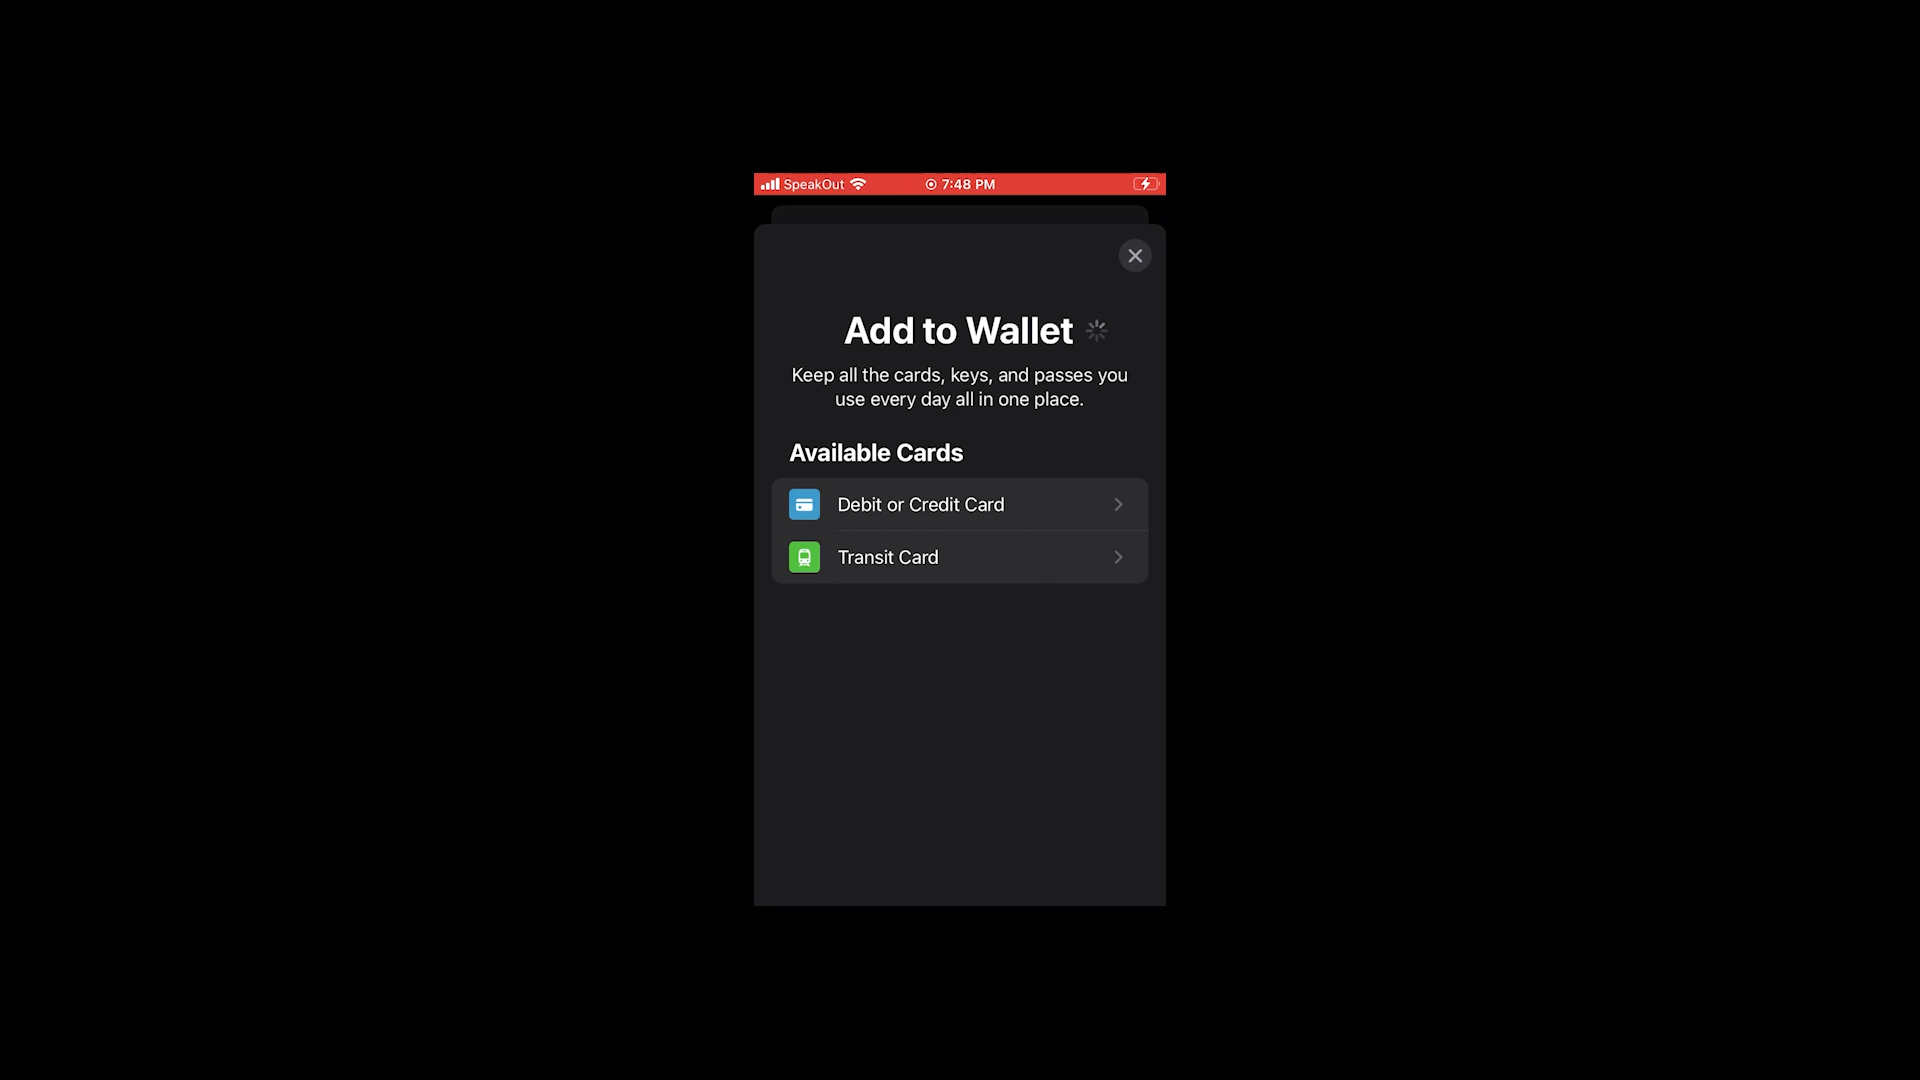 SpeakOut 7:48 PM
Add to Wallet
Keep all the cards, keys, and passes you
use every day all in one place.
Available Cards
Debit or Credit Card
Transit Card